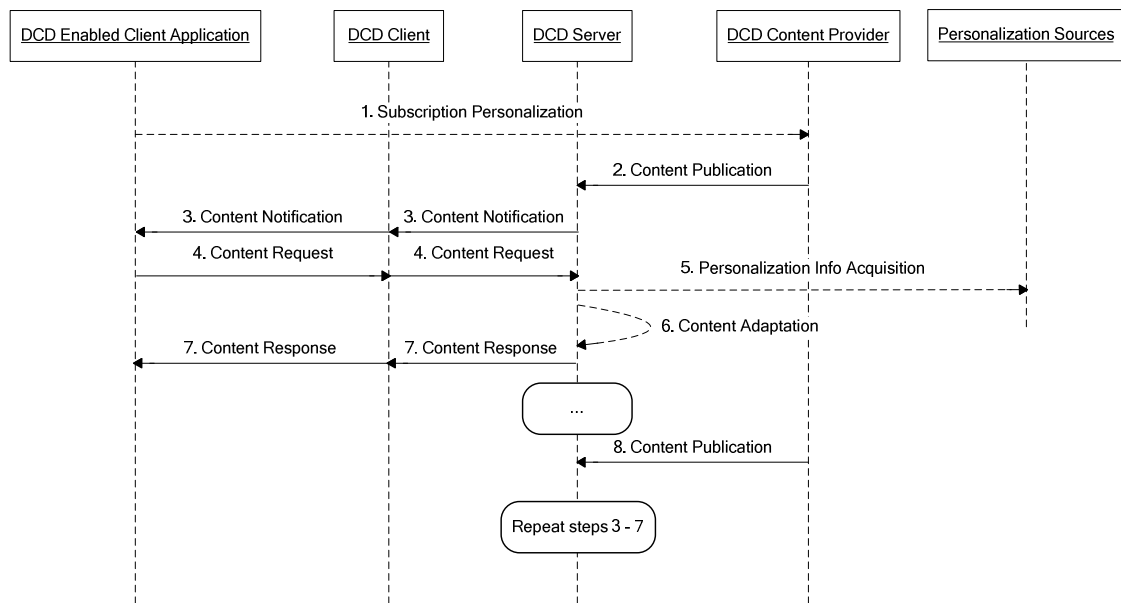 DCD Enabled Client Application
DCD Client
DCD Server
DCD Content Provider
Personalization Sources
1. Subscription Personalization
2. Content Publication
3. Content Notification
3. Content Notification
4. Content Request
4. Content Request
5. Personalization Info Acquisition
6. Content Adaptation
7. Content Response
7. Content Response
...
8. Content Publication
Repeat steps 3 - 7